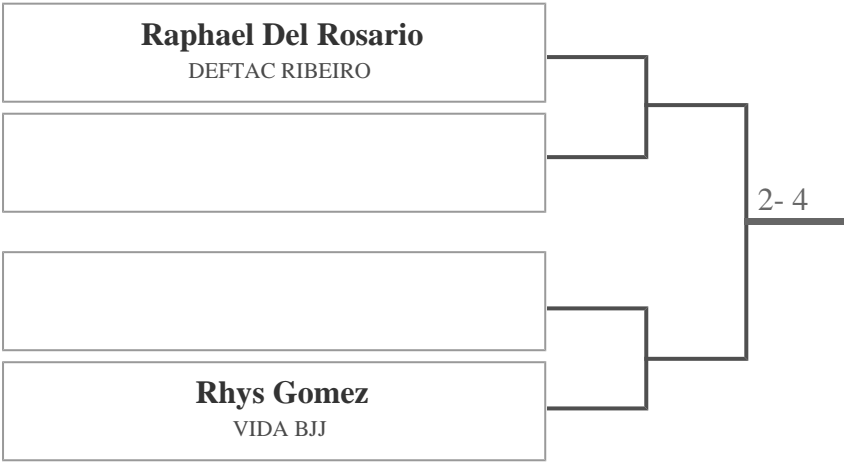 Raphael Del Rosario
DEFTAC RIBEIRO
2- 4
Rhys Gomez
VIDA BJJ